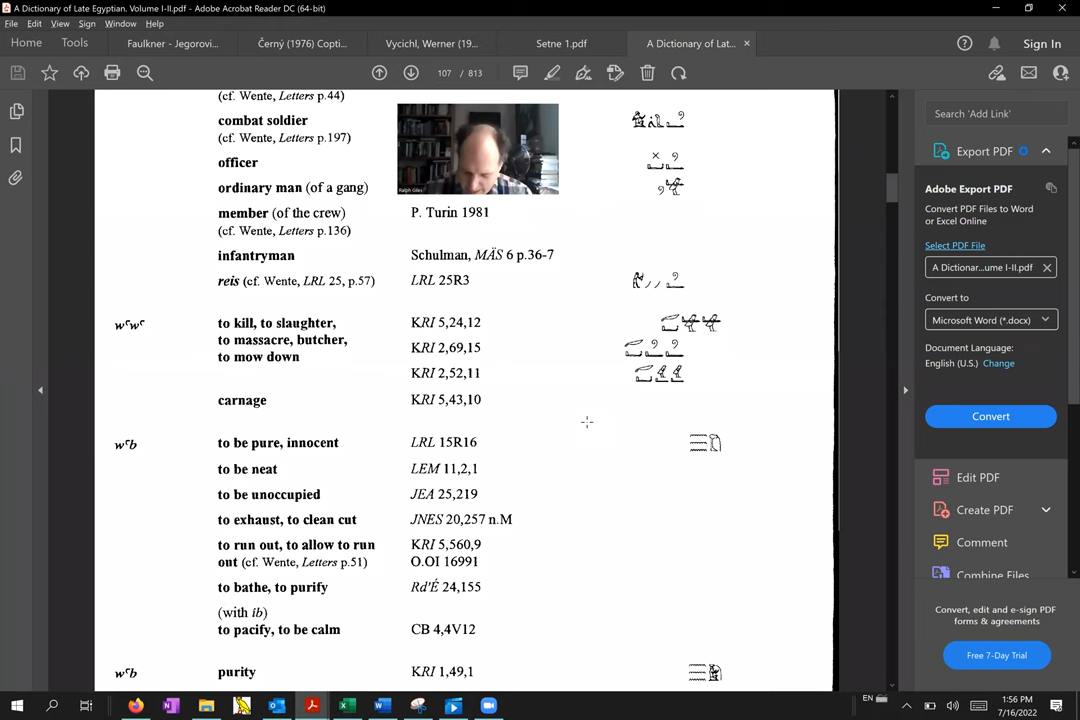 A Dictionary of Late Egyptian. Volume I-II.pdf - Adobe Acrobat Reader DC (64-bit)
File Edit View Sign Window Help
Home Tools Faulkner - Jegorovi... Černý (1976) Copti... Vycichl, Werner (19... Setne 1.pdf A Dictionary of Lat... Sign In
107 / 813
(cf. Wente, Letters p.44)
combat soldier
(cf. Wente, Letters p.197)
officer
ordinary man (of a gang)
member (of the crew) P. Turin 1981
(cf. Wente, Letters p.136)
infantryman Schulman, MÄS 6 p.36-7
reis (cf. Wente, LRL 25, p.57) LRL 25R3
wꜥwꜥ to kill, to slaughter, KRI 5,24,12
to massacre, butcher, KRI 2,69,15
to mow down
KRI 2,52,11
carnage KRI 5,43,10
wꜥb to be pure, innocent LRL 15R16
to be neat LEM 11,2,1
to be unoccupied JEA 25,219
to exhaust, to clean cut JNES 20,257 n.M
to run out, to allow to run KRI 5,560,9
out (cf. Wente, Letters p.51) O.OI 16991
to bathe, to purify Rd'É 24,155
(with ib)
to pacify, to be calm CB 4,4V12
wꜥb purity KRI 1,49,1
Ralph Giles
Search 'Add Link'
Export PDF
Adobe Export PDF
Convert PDF Files to Word
or Excel Online
Select PDF File
A Dictionar...ume I-II.pdf
Convert to
Microsoft Word (*.docx)
Document Language:
English (U.S.) Change
Convert
Edit PDF
Create PDF
Comment
Combine Files
Convert, edit and e-sign PDF
forms & agreements
Free 7-Day Trial
EN
1:56 PM
7/16/2022